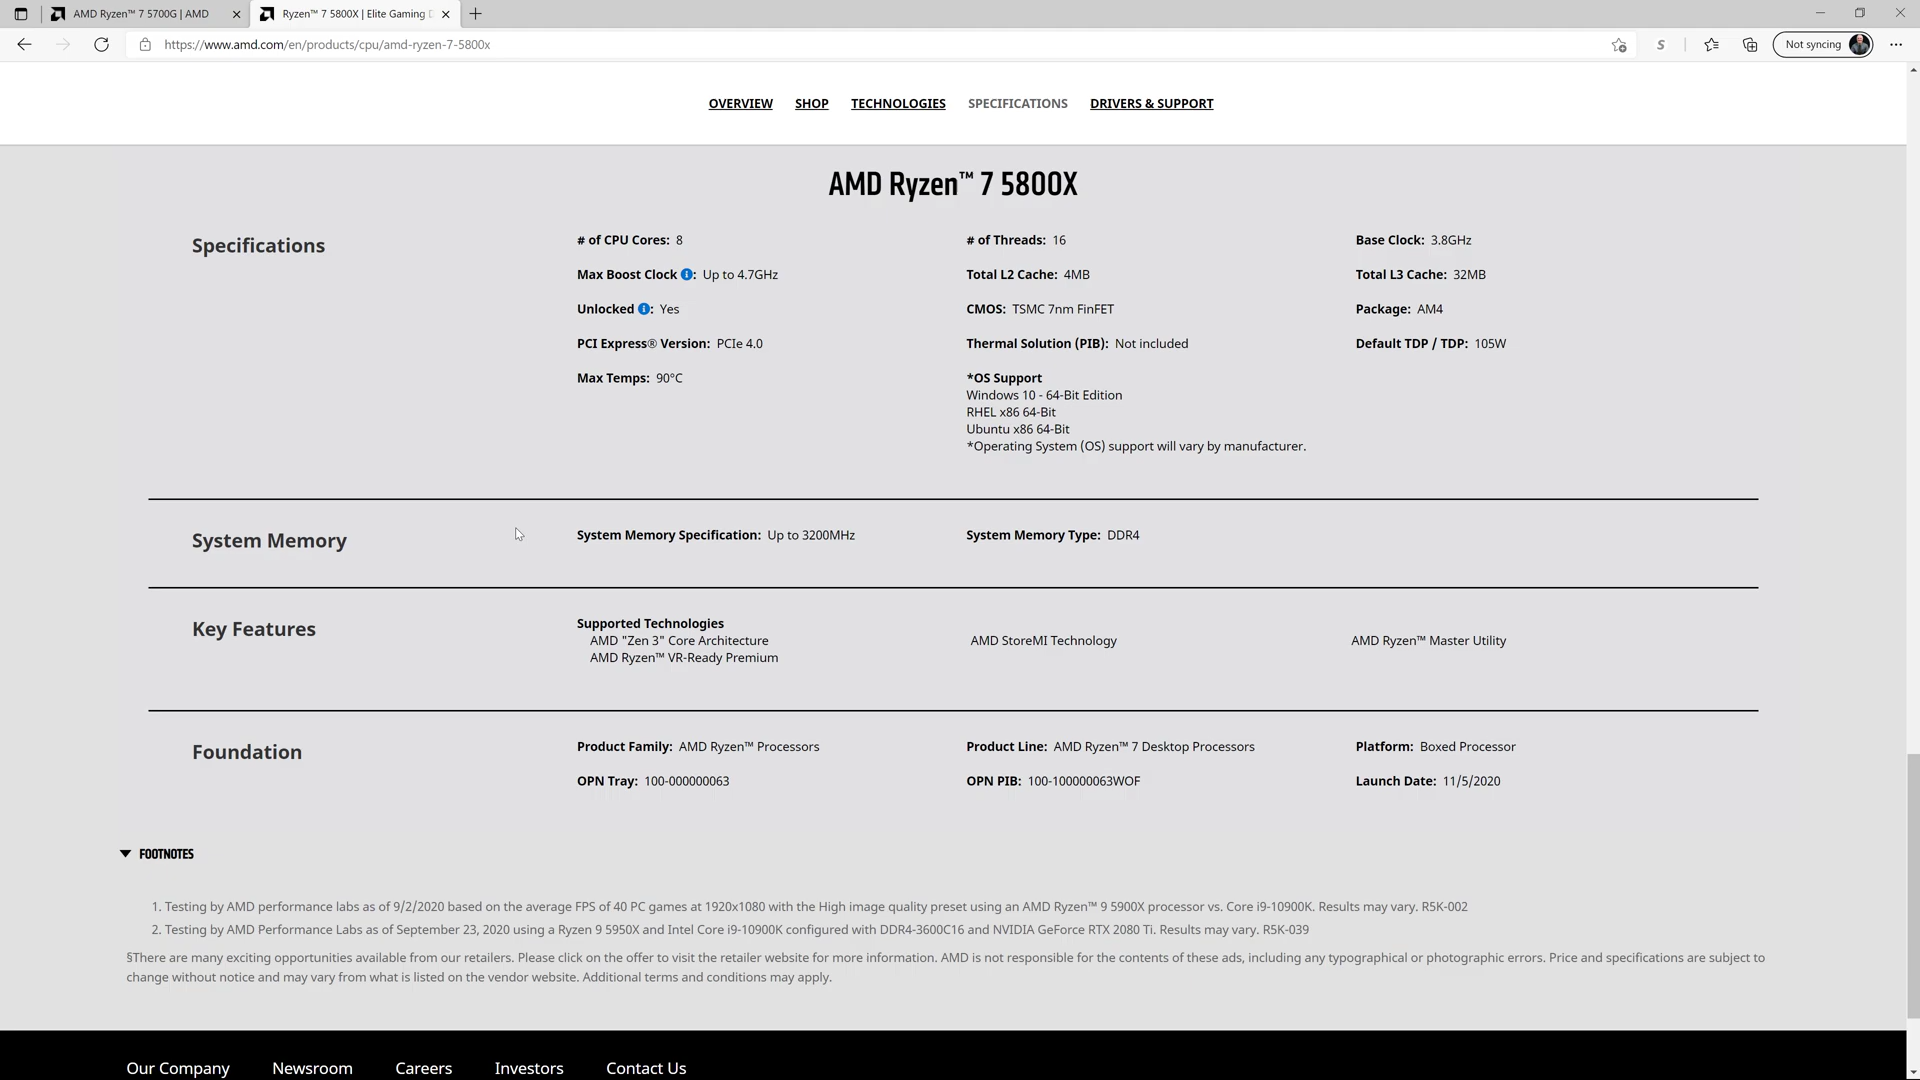 AMD Ryzen™ 7 5700G | AMD
Ryzen™ 7 5800X | Elite Gaming
https://www.amd.com/en/products/cpu/amd-ryzen-7-5800x
Not syncing
OVERVIEW SHOP TECHNOLOGIES SPECIFICATIONS DRIVERS & SUPPORT
AMD Ryzen™ 7 5800X
Specifications
# of CPU Cores: 8 # of Threads: 16 Base Clock: 3.8GHz
Max Boost Clock : Up to 4.7GHz Total L2 Cache: 4MB Total L3 Cache: 32MB
Unlocked : Yes CMOS: TSMC 7nm FinFET Package: AM4
PCI Express® Version: PCIe 4.0 Thermal Solution (PIB): Not included Default TDP / TDP: 105W
Max Temps: 90°C *OS Support
Windows 10 - 64-Bit Edition
RHEL x86 64-Bit
Ubuntu x86 64-Bit
*Operating System (OS) support will vary by manufacturer.
System Memory
System Memory Specification: Up to 3200MHz System Memory Type: DDR4
Key Features
Supported Technologies
AMD "Zen 3" Core Architecture AMD StoreMI Technology AMD Ryzen™ Master Utility
AMD Ryzen™ VR-Ready Premium
Foundation
Product Family: AMD Ryzen™ Processors Product Line: AMD Ryzen™ 7 Desktop Processors Platform: Boxed Processor
OPN Tray: 100-000000063 OPN PIB: 100-100000063WOF Launch Date: 11/5/2020
FOOTNOTES
1. Testing by AMD performance labs as of 9/2/2020 based on the average FPS of 40 PC games at 1920x1080 with the High image quality preset using an AMD Ryzen™ 9 5900X processor vs. Core i9-10900K. Results may vary. R5K-002
2. Testing by AMD Performance Labs as of September 23, 2020 using a Ryzen 9 5950X and Intel Core i9-10900K configured with DDR4-3600C16 and NVIDIA GeForce RTX 2080 Ti. Results may vary. R5K-039
§There are many exciting opportunities available from our retailers. Please click on the offer to visit the retailer website for more information. AMD is not responsible for the contents of these ads, including any typographical or photographic errors. Price and specifications are subject to
change without notice and may vary from what is listed on the vendor website. Additional terms and conditions may apply.
Our Company Newsroom Careers Investors Contact Us